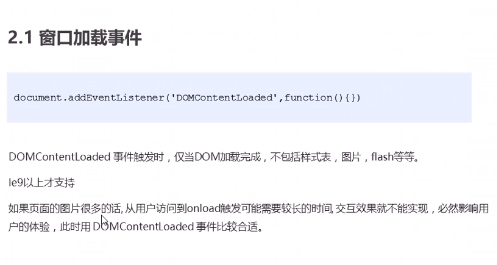 2.1 窗口加载事件
document.addEventListener('DOMContentLoaded',function(){})
DOMContentLoaded 事件触发时，仅当DOM加载完成，不包括样式表，图片，flash等等。
Ie9以上才支持
如果页面的图片很多的话, 从用户访问到onload触发可能需要较长的时间, 交互效果就不能实现，必然影响用
户的体验，此时用 DOMContentLoaded 事件比较合适。